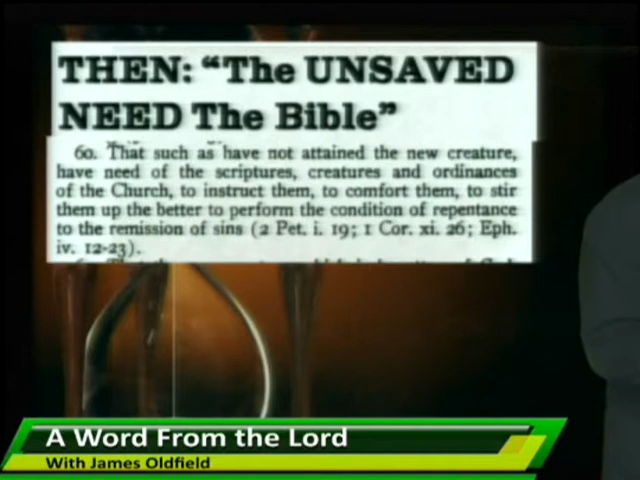 THEN: “The UNSAVED
NEED The Bible”
60. That such as have not attained the new creature,
have need of the scriptures, creatures and ordinances
of the Church, to instruct them, to comfort them, to stir
them up the better to perform the condition of repentance
to the remission of sins (2 Pet. i. 19; 1 Cor. xi. 26; Eph.
iv. 12-23).
A Word From the Lord
With James Oldfield